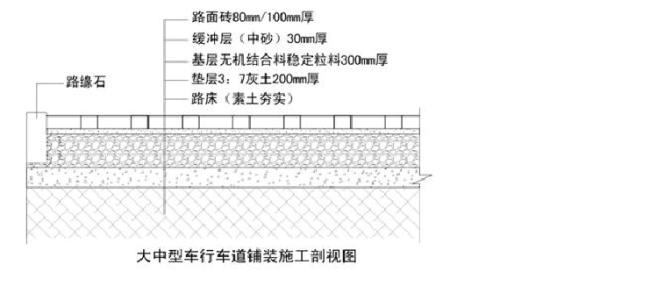 路面砖80mm/100mm厚
缓冲层（中砂）30mm厚
基层无机结合料稳定粒料300mm厚
垫层3：7灰土200mm厚
路床（素土夯实）
路缘石
大中型车行车道铺装施工剖视图